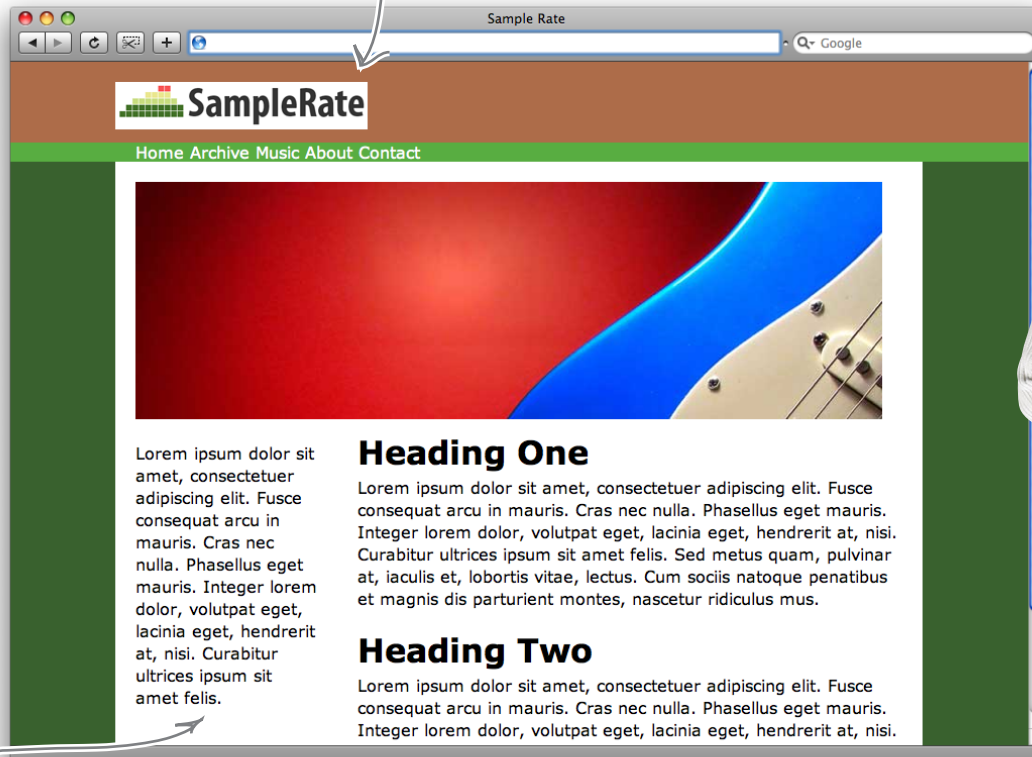 Sample Rate
Google
SampleRate
Home Archive Music About Contact
Lorem ipsum dolor sit
amet, consectetuer
adipiscing elit. Fusce
consequat arcu in
mauris. Cras nec
nulla. Phasellus eget
mauris. Integer lorem
dolor, volutpat eget,
lacinia eget, hendrerit
at, nisi. Curabitur
ultrices ipsum sit
amet felis.
Heading One
Lorem ipsum dolor sit amet, consectetuer adipiscing elit. Fusce
consequat arcu in mauris. Cras nec nulla. Phasellus eget mauris.
Integer lorem dolor, volutpat eget, lacinia eget, hendrerit at, nisi.
Curabitur ultrices ipsum sit amet felis. Sed metus quam, pulvinar
at, iaculis et, lobortis vitae, lectus. Cum sociis natoque penatibus
et magnis dis parturient montes, nascetur ridiculus mus.
Heading Two
Lorem ipsum dolor sit amet, consectetuer adipiscing elit. Fusce
consequat arcu in mauris. Cras nec nulla. Phasellus eget mauris.
Integer lorem dolor, volutpat eget, lacinia eget, hendrerit at, nisi.